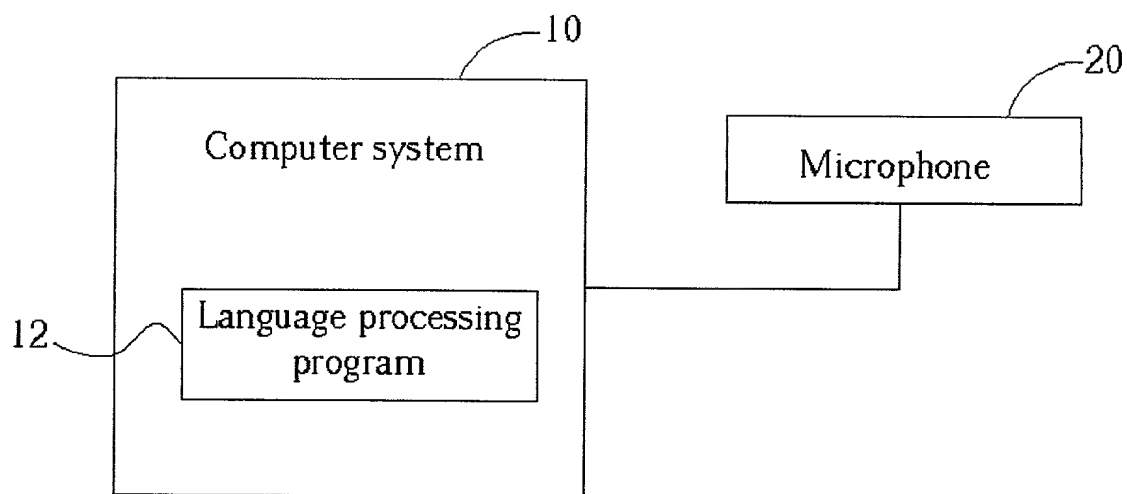 10
20
Computer system
Microphone
12
Language processing
program